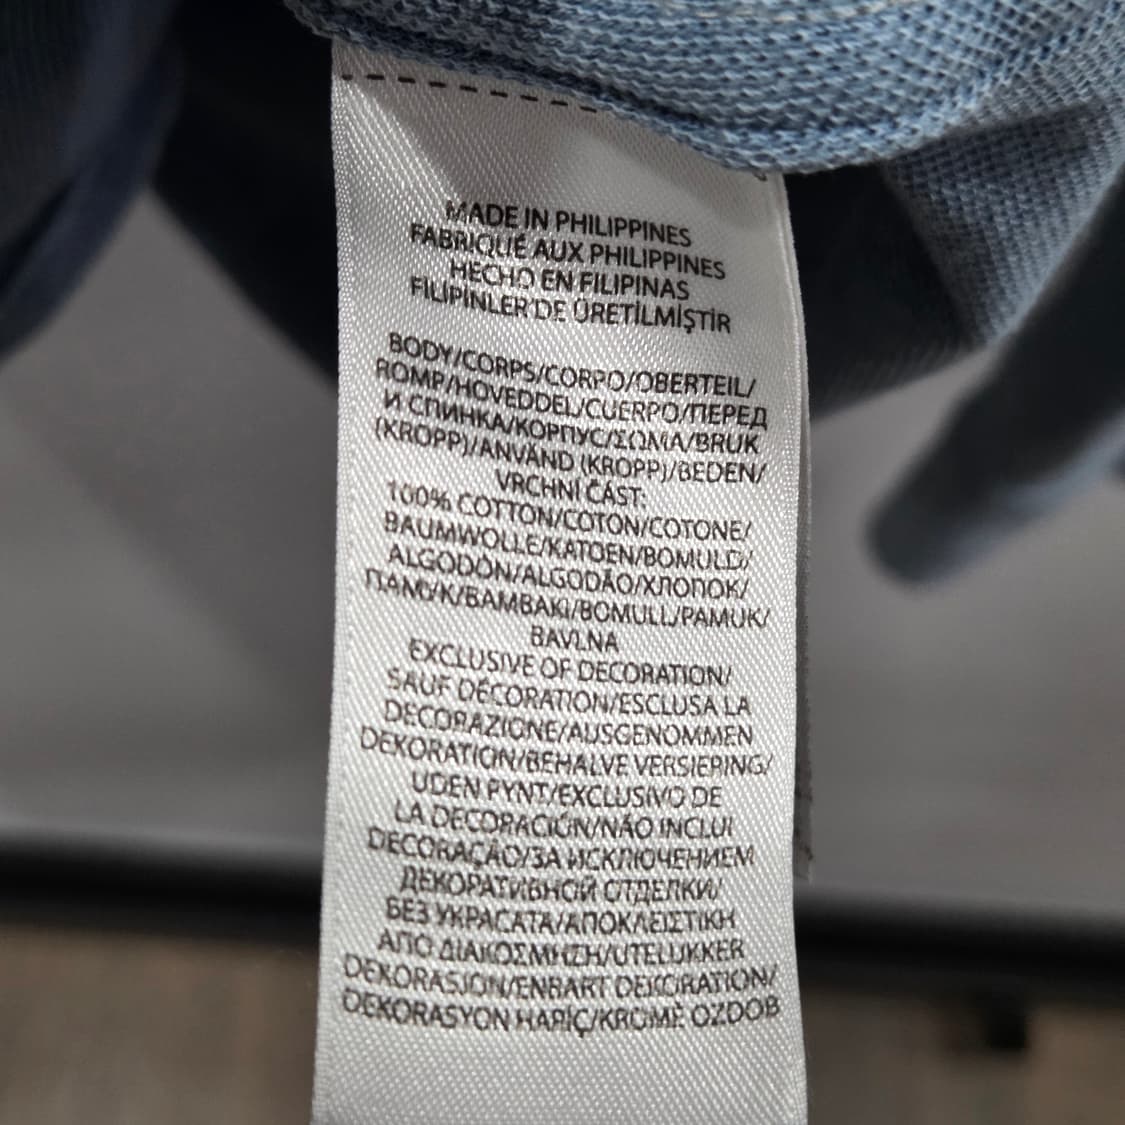 MADE IN PHILIPPINES
FABRIQUÉ AUX PHILIPPINES
HECHO EN FILIPINAS
FILIPINLER'DE ÜRETİLMİŞTİR
BODY/CORPS/CORPO/OBERTEIL/
ROMP/HOVEDDEL/CUERPO/ПЕРЕД
И СПИНКА/КОРПУС/ΣΩΜΑ/BRUK
(KROPP)/ANVÄND (KROPP)/BEDEN/
VRCHNÍ ČÁST:
100% COTTON/COTON/COTONE/
BAUMWOLLE/KATOEN/BOMULD/
ALGODÓN/ALGODÃO/ХЛОПОК/
ПАМУК/BAMBAKI/BOMULL/PAMUK/
BAVLNA
EXCLUSIVE OF DECORATION/
SAUF DÉCORATION/ESCLUSA LA
DECORAZIONE/AUSGENOMMEN
DEKORATION/BEHALVE VERSIERING/
UDEN PYNT/EXCLUSIVO DE
LA DECORACIÓN/NÃO INCLUI
DECORAÇÃO/ЗА ИСКЛЮЧЕНИЕМ
ДЕКОРАТИВНОЙ ОТДЕЛКИ/
БЕЗ УКРАСАТА/ΑΠΟΚΛΕΙΣΤΙΚΗ
ΑΠΟ ΔΙΑΚΟΣΜΗΣΗ/UTELUKKER
DEKORASJON/ENBART DEKORATION/
DEKORASYON HARİÇ/KROMĚ OZDOB